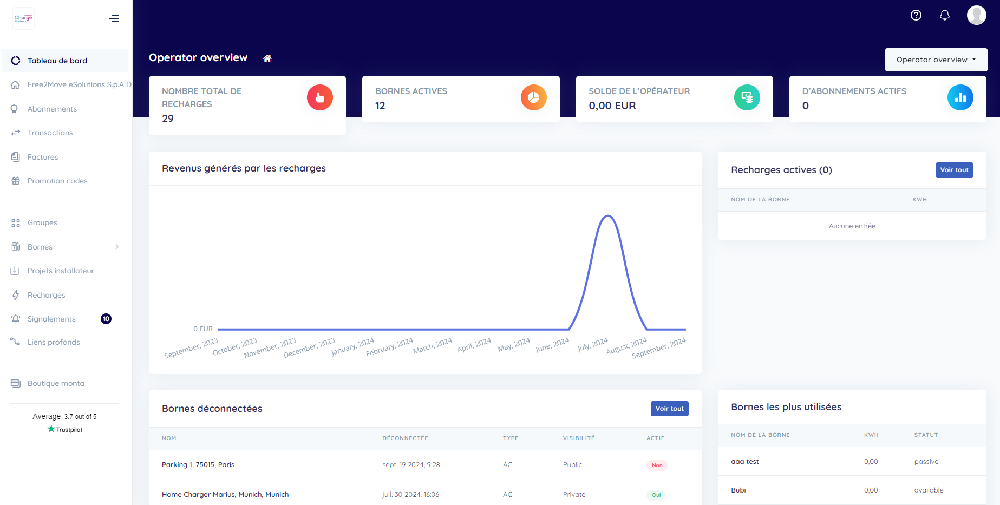 Charge
Business
Tableau de bord
Free2Move eSolutions S.p.A D
Abonnements
Transactions
Factures
Promotion codes
Groupes
Bornes
Projets installateur
Recharges
Signalements 10
Liens profonds
Boutique monta
Average 3.7 out of 5
Trustpilot
Operator overview
Operator overview
NOMBRE TOTAL DE
RECHARGES
29
BORNES ACTIVES
12
SOLDE DE L’OPÉRATEUR
0,00 EUR
D’ABONNEMENTS ACTIFS
0
Revenus générés par les recharges
0 EUR
September, 2023
October, 2023
November, 2023
December, 2023
January, 2024
February, 2024
March, 2024
April, 2024
May, 2024
June, 2024
July, 2024
August, 2024
September, 2024
Recharges actives (0)
Voir tout
NOM DE LA BORNE KWH
Aucune entrée
Bornes déconnectées
Voir tout
NOM DÉCONNECTÉE TYPE VISIBILITÉ ACTIF
Parking 1, 75015, Paris sept. 19 2024, 9:28 AC Public Non
Home Charger Marius, Munich, Munich juil. 30 2024, 16:06 AC Private Oui
Bornes les plus utilisées
NOM DE LA BORNE KWH STATUT
aaa test 0,00 passive
Bubi 0,00 available